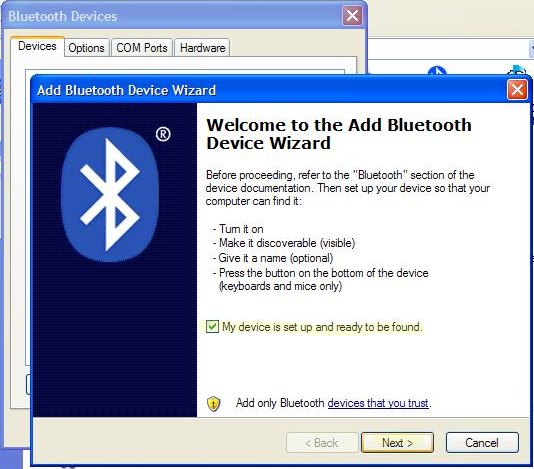 Bluetooth Devices
Devices
Options
COM Ports
Hardware
Add Bluetooth Device Wizard
®
Welcome to the Add Bluetooth
Device Wizard
Before proceeding, refer to the "Bluetooth" section of the
device documentation. Then set up your device so that your
computer can find it:
- Turn it on
- Make it discoverable (visible)
- Give it a name (optional)
- Press the button on the bottom of the device
(keyboards and mice only)
My device is set up and ready to be found.
Add only Bluetooth devices that you trust.
< Back
Next >
Cancel